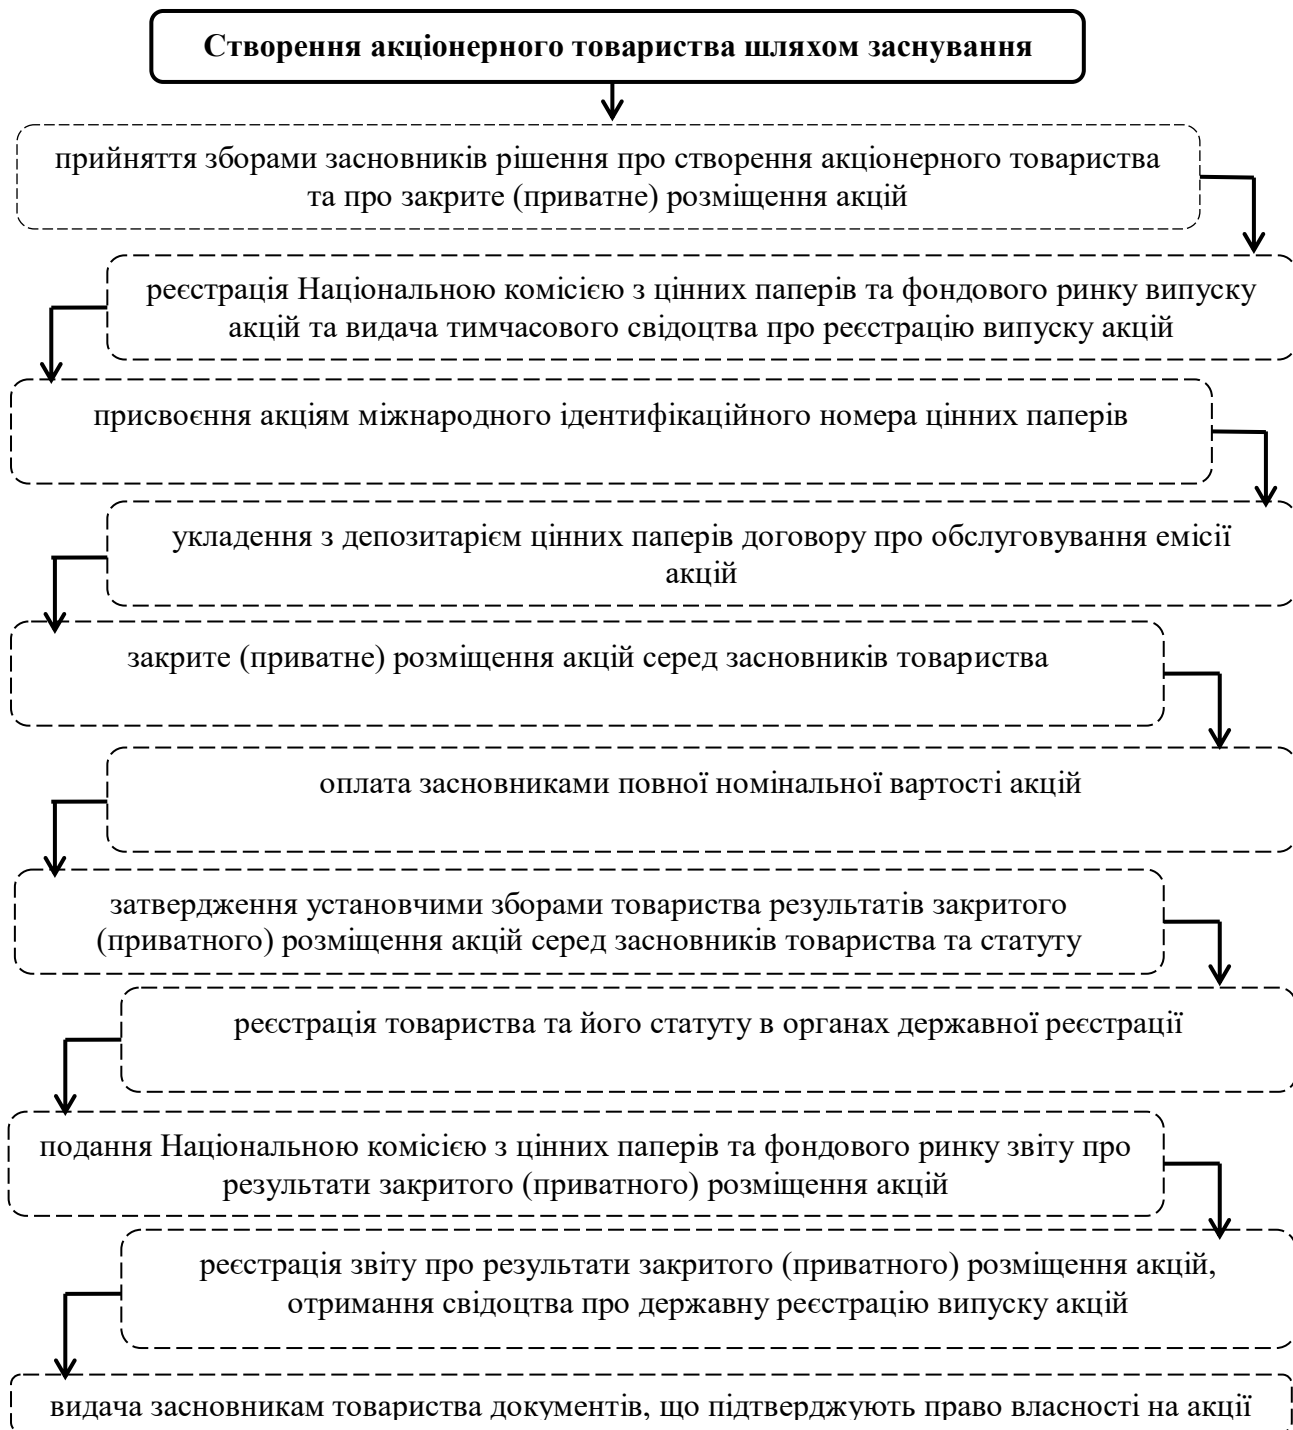 Створення акціонерного товариства шляхом заснування
прийняття зборами засновників рішення про створення акціонерного товариства
та про закрите (приватне) розміщення акцій
реєстрація Національною комісією з цінних паперів та фондового ринку випуску
акцій та видача тимчасового свідоцтва про реєстрацію випуску акцій
присвоєння акціям міжнародного ідентифікаційного номера цінних паперів
укладення з депозитарієм цінних паперів договору про обслуговування емісії
акцій
закрите (приватне) розміщення акцій серед засновників товариства
оплата засновниками повної номінальної вартості акцій
затвердження установчими зборами товариства результатів закритого
(приватного) розміщення акцій серед засновників товариства та статуту
реєстрація товариства та його статуту в органах державної реєстрації
подання Національною комісією з цінних паперів та фондового ринку звіту про
результати закритого (приватного) розміщення акцій
реєстрація звіту про результати закритого (приватного) розміщення акцій,
отримання свідоцтва про державну реєстрацію випуску акцій
видача засновникам товариства документів, що підтверджують право власності на акції